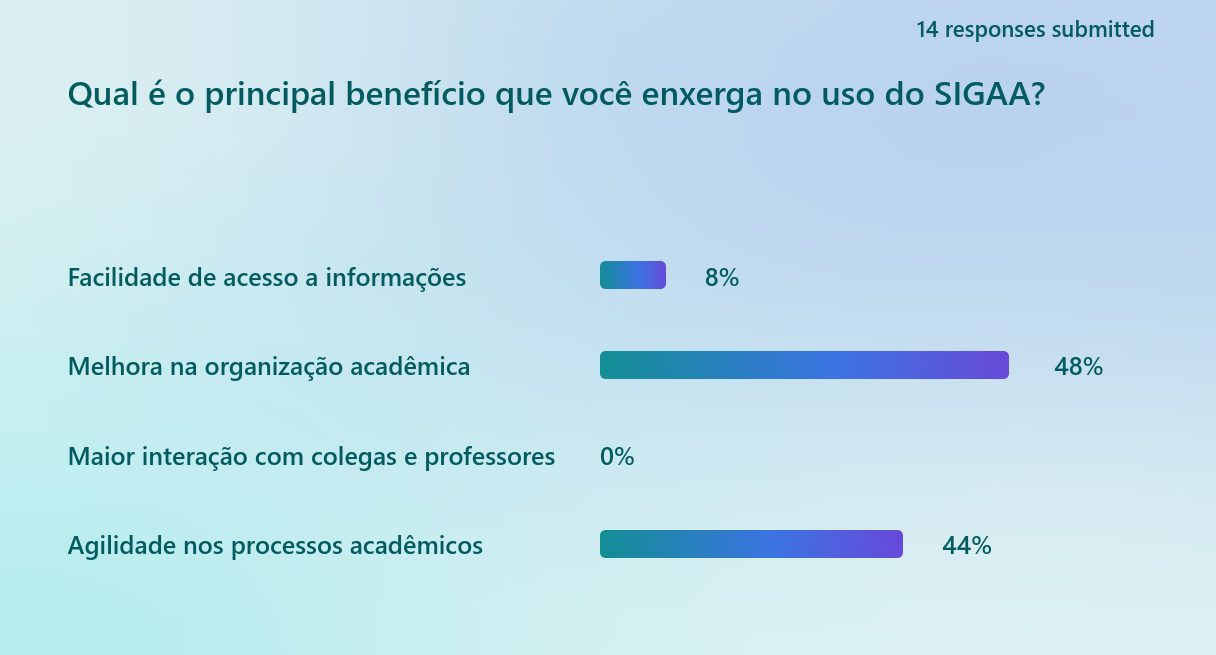 14 responses submitted
Qual é o principal benefício que você enxerga no uso do SIGAA?
Facilidade de acesso a informações 8%
Melhora na organização acadêmica 48%
Maior interação com colegas e professores 0%
Agilidade nos processos acadêmicos 44%